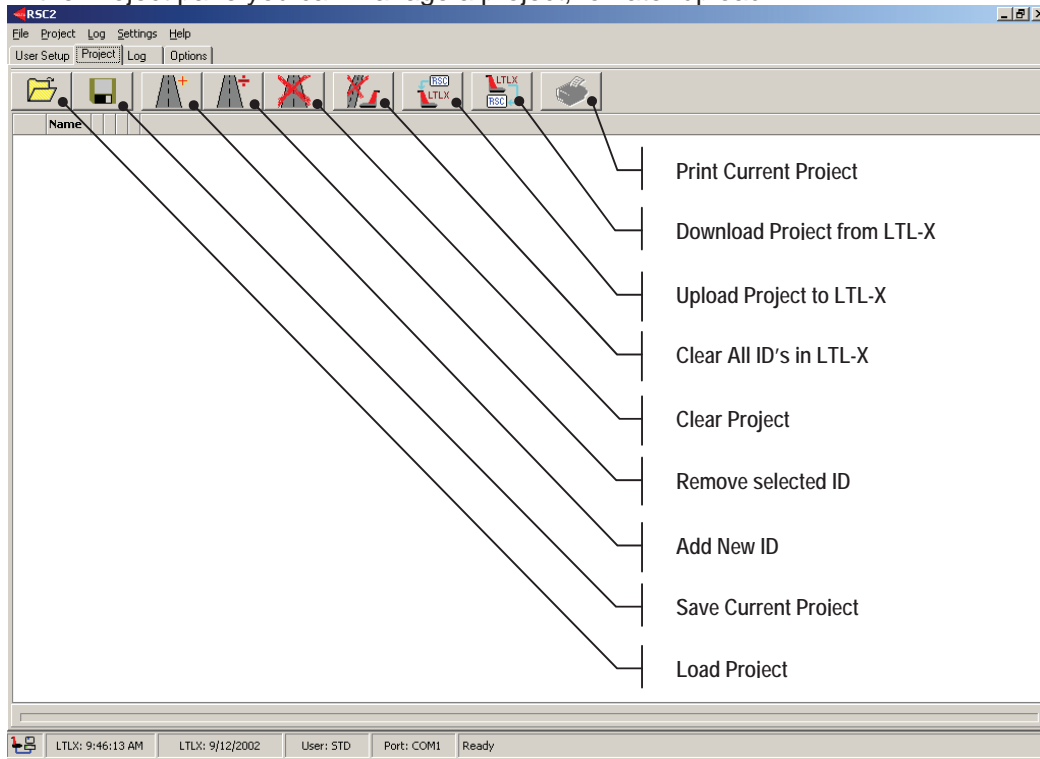 RSC2
File Project Log Settings Help
User Setup Project Log Options
RSC LTLX
LTLX RSC
Name
Print Current Project
Download Project from LTL-X
Upload Project to LTL-X
Clear All ID's in LTL-X
Clear Project
Remove selected ID
Add New ID
Save Current Project
Load Project
LTLX: 9:46:13 AM LTLX: 9/12/2002 User: STD Port: COM1 Ready